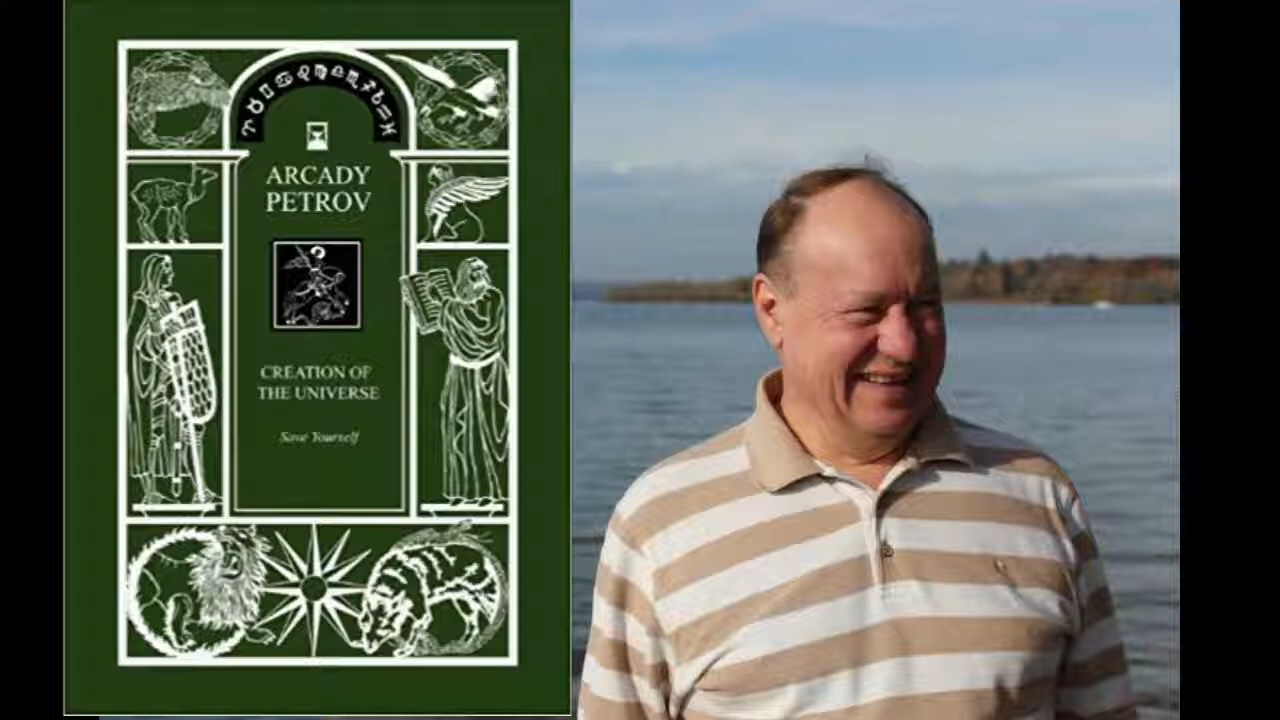 ARCADY
PETROV
CREATION OF
THE UNIVERSE
Save Yourself